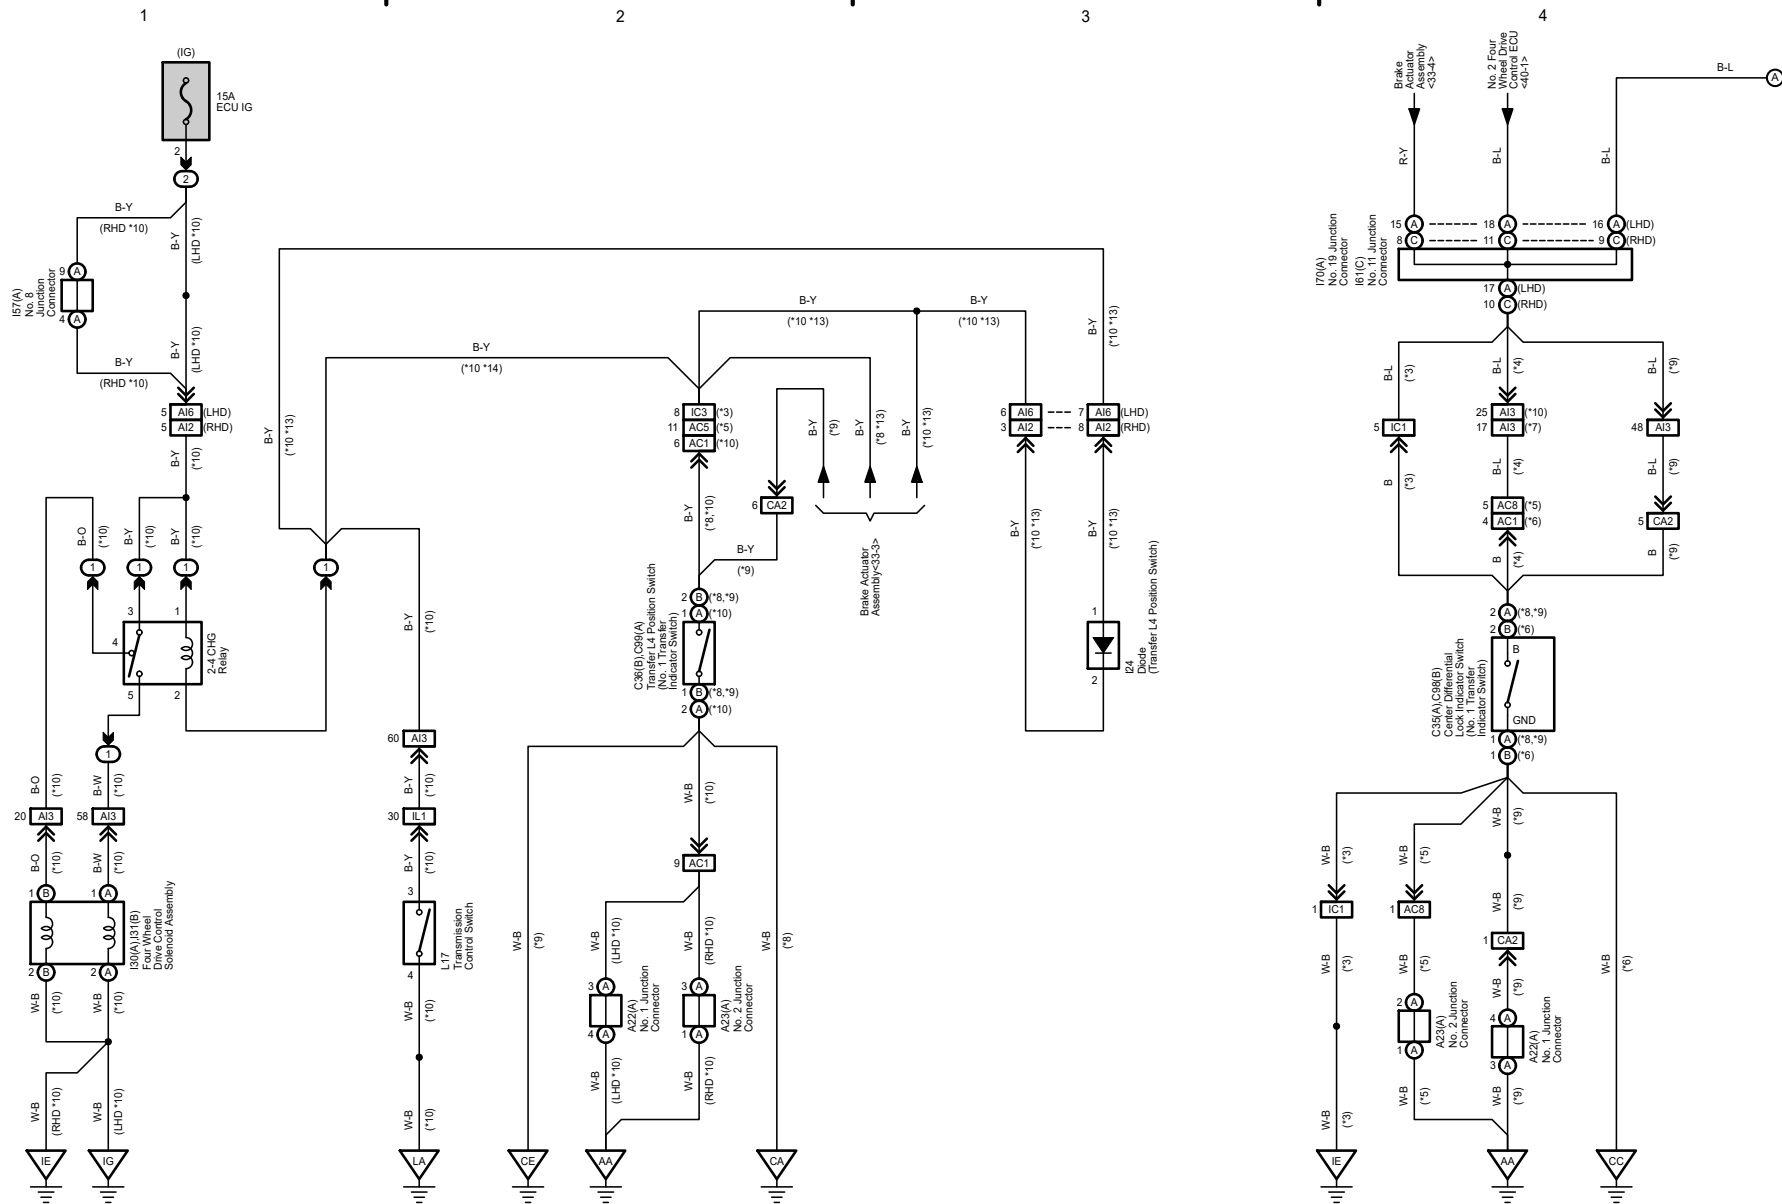 1
2
3
4
(IG)
15A
ECU IG
2
2
B-Y
(RHD *10)
B-Y
(LHD *10)
9 A
I57(A)
No. 8
Junction
Connector
4 A
B-Y
(RHD *10)
B-Y
(LHD *10)
5 AI6 (LHD)
5 AI2 (RHD)
B-Y
(*10)
B-O
(*10)
B-Y
(*10)
B-Y
(*10)
1
1
1
1
3
1
4
5
2
2-4 CHG
Relay
1
B-O
(*10)
B-W
(*10)
20 AI3
58 AI3
B-O
(*10)
B-W
(*10)
1 B
1 A
I30(A),I31(B)
Four Wheel
Drive Control
Solenoid Assembly
2 B
2 A
W-B
(*10)
W-B
(*10)
W-B
(RHD *10)
W-B
(LHD *10)
IE
IG
B-Y
(*10 *13)
B-Y
(*10 *14)
B-Y
(*10)
60 AI3
B-Y
(*10)
30 IL1
B-Y
(*10)
3
L17
Transmission
Control Switch
4
W-B
(*10)
W-B
(*10)
LA
B-Y
(*10 *13)
B-Y
(*10 *13)
8 IC3 (*3)
11 AC5 (*5)
6 AC1 (*10)
B-Y
(*8,*10)
B-Y
(*9)
B-Y
(*8 *13)
B-Y
(*10 *13)
6 CA2
B-Y
(*9)
Brake Actuator
Assembly<33-3>
2 B (*8,*9)
1 A (*10)
C36(B),C99(A)
Transfer L4 Position Switch
(No. 1 Transfer
Indicator Switch)
1 B (*8,*9)
2 A (*10)
W-B
(*10)
9 AC1
W-B
(*9)
W-B
(LHD *10)
W-B
(RHD *10)
W-B
(*8)
3 A
A22(A)
No. 1 Junction
Connector
4 A
3 A
A23(A)
No. 2 Junction
Connector
1 A
W-B
(LHD *10)
W-B
(RHD *10)
CE
AA
CA
B-Y
(*10 *13)
6 AI6 7 AI6 (LHD)
3 AI2 8 AI2 (RHD)
B-Y
(*10 *13)
B-Y
(*10 *13)
1
I24
Diode
(Transfer L4 Position Switch)
2
Brake
Actuator
Assembly
<33-4>
No. 2 Four
Wheel Drive
Control ECU
<40-1>
B-L
A
R-Y
B-L
B-L
15 A 18 A 16 A (LHD)
8 C 11 C 9 C (RHD)
I70(A)
No. 19 Junction
Connector
I61(C)
No. 11 Junction
Connector
17 A (LHD)
10 C (RHD)
B-L
(*3)
B-L
(*4)
B-L
(*9)
5 IC1
25 AI3 (*10)
17 AI3 (*7)
48 AI3
B
(*3)
B-L
(*4)
B-L
(*9)
5 AC8 (*5)
4 AC1 (*6)
5 CA2
B
(*4)
B
(*9)
2 A (*8,*9)
2 B (*6)
B
GND
C35(A),C98(B)
Center Differential
Lock Indicator Switch
(No. 1 Transfer
Indicator Switch)
1 A (*8,*9)
1 B (*6)
W-B
(*3)
W-B
(*5)
W-B
(*9)
1 IC1
1 AC8
W-B
(*9)
1 CA2
W-B
(*3)
W-B
(*5)
W-B
(*9)
W-B
(*6)
2 A
A23(A)
No. 2 Junction
Connector
1 A
4 A
A22(A)
No. 1 Junction
Connector
3 A
W-B
(*3)
W-B
(*5)
W-B
(*9)
IE
AA
CC